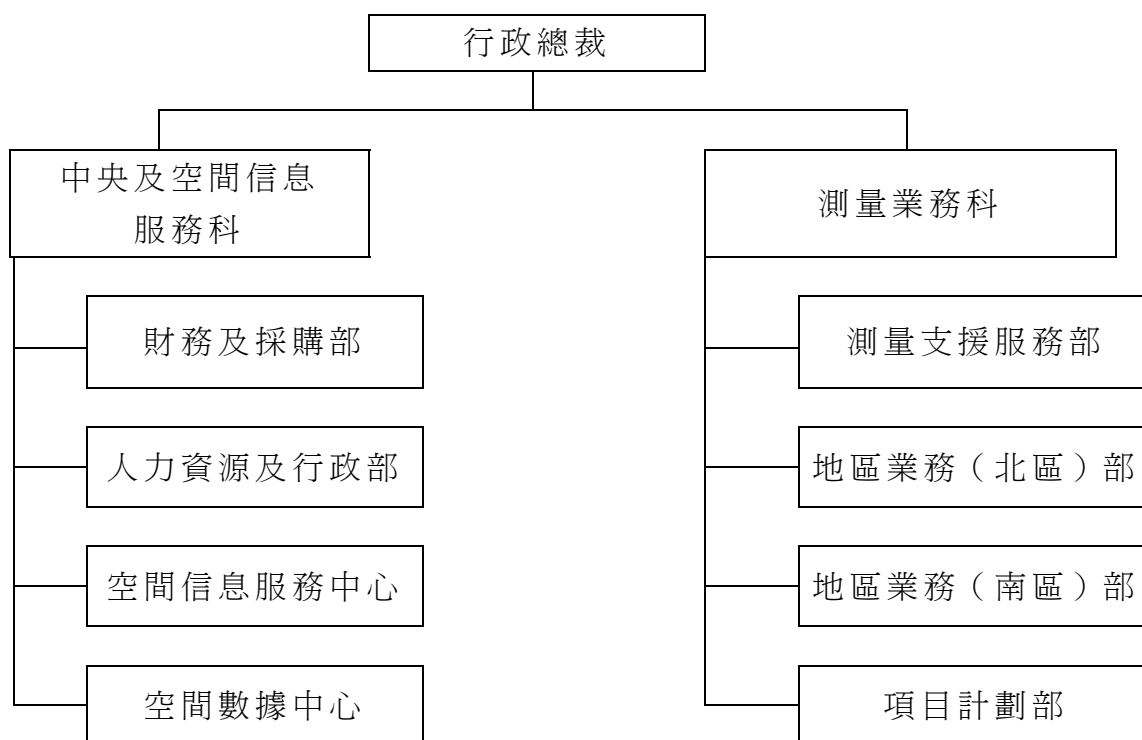 行政總裁
中央及空間信息
服務科
測量業務科
財務及採購部
測量支援服務部
人力資源及行政部
地區業務（北區）部
空間信息服務中心
地區業務（南區）部
空間數據中心
項目計劃部